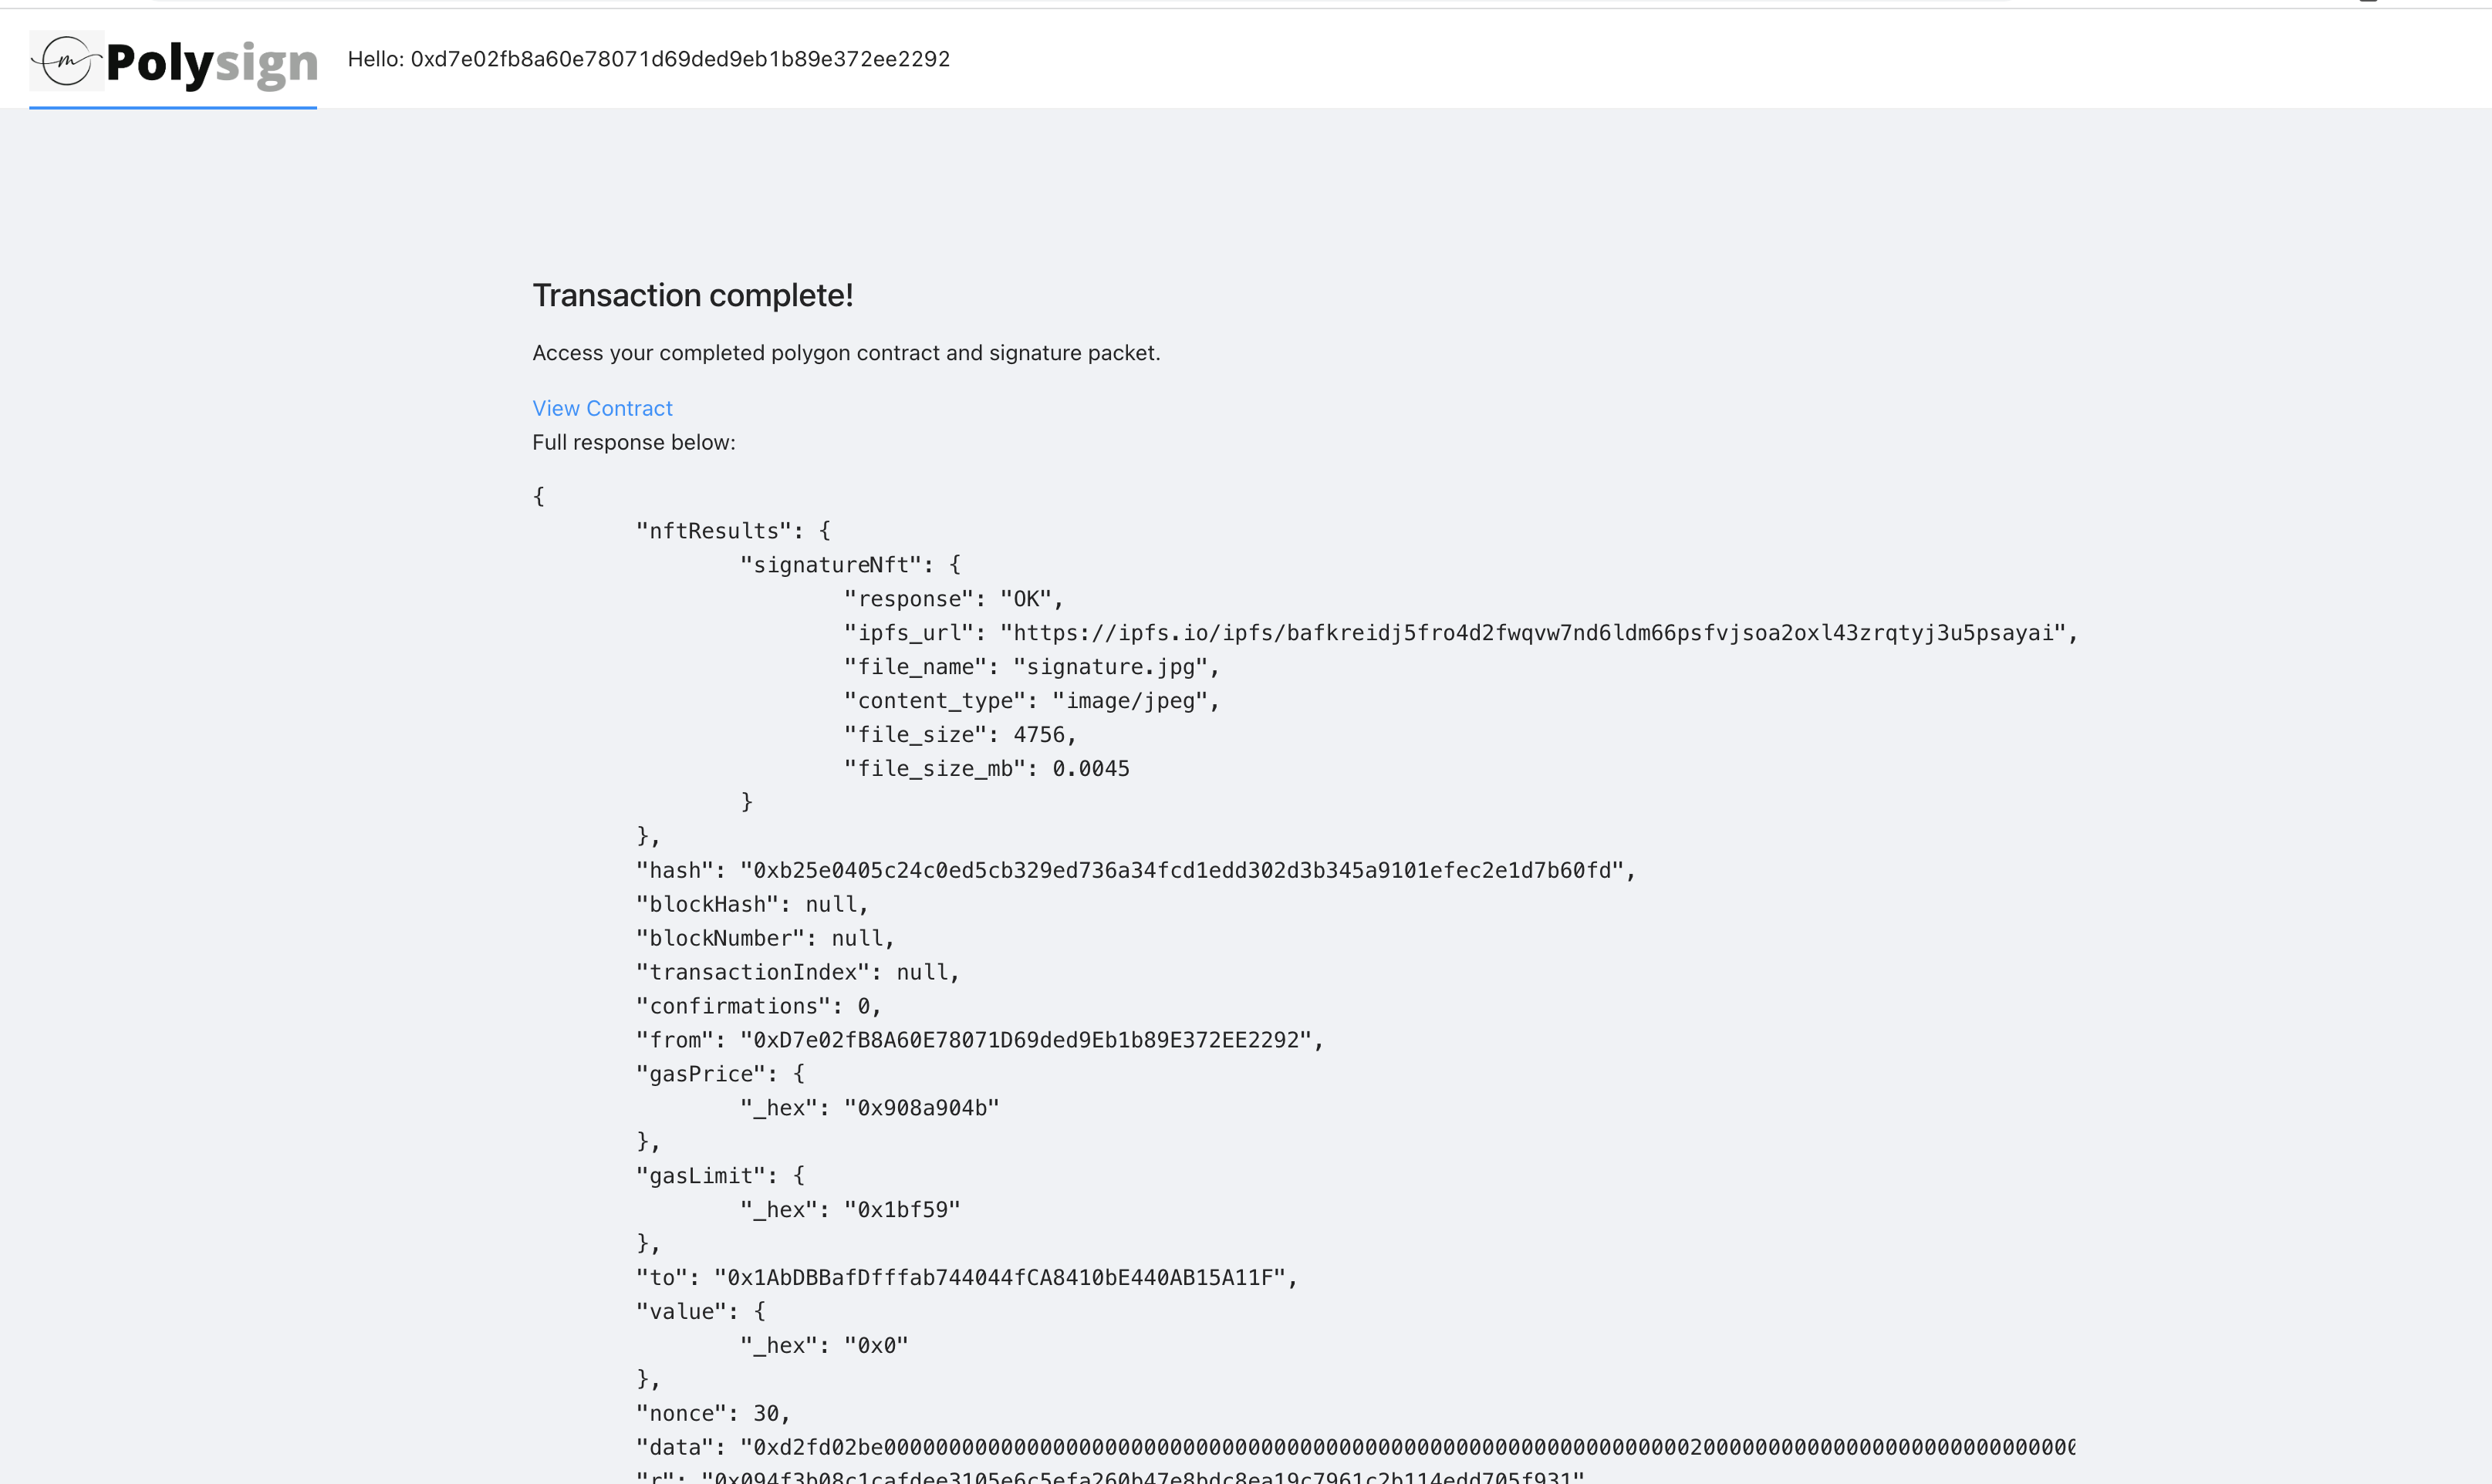 m Polysign Hello: 0xd7e02fb8a60e78071d69ded9eb1b89e372ee2292
Transaction complete!
Access your completed polygon contract and signature packet.
View Contract
Full response below:
{
"nftResults": {
"signatureNft": {
"response": "OK",
"ipfs_url": "https://ipfs.io/ipfs/bafkreidj5fro4d2fwqvw7nd6ldm66psfvjsoa2oxl43zrqtyj3u5psayai",
"file_name": "signature.jpg",
"content_type": "image/jpeg",
"file_size": 4756,
"file_size_mb": 0.0045
}
},
"hash": "0xb25e0405c24c0ed5cb329ed736a34fcd1edd302d3b345a9101efec2e1d7b60fd",
"blockHash": null,
"blockNumber": null,
"transactionIndex": null,
"confirmations": 0,
"from": "0xD7e02fB8A60E78071D69ded9Eb1b89E372EE2292",
"gasPrice": {
"_hex": "0x908a904b"
},
"gasLimit": {
"_hex": "0x1bf59"
},
"to": "0x1AbDBBafDfffab744044fCA8410bE440AB15A11F",
"value": {
"_hex": "0x0"
},
"nonce": 30,
"data": "0xd2fd02be00000000000000000000000000000000000000000000000000000000000000200000000000000000000000000000
"r": "0x094f3b08c1cafdee3105e6c5efa260b47e8bdc8ea19c7961c2b114edd705f931"